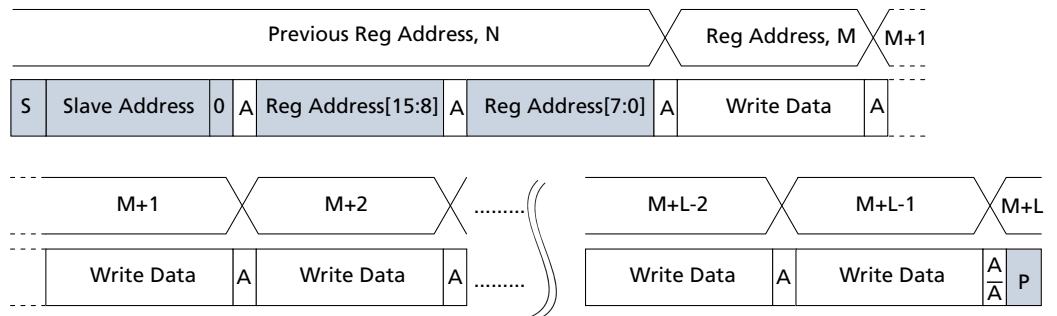 Previous Reg Address, N Reg Address, M M+1
S Slave Address 0 A Reg Address[15:8] A Reg Address[7:0] A Write Data A
M+1 M+2 ......... M+L-2 M+L-1 M+L
Write Data A Write Data A ......... Write Data A Write Data A P
A̅